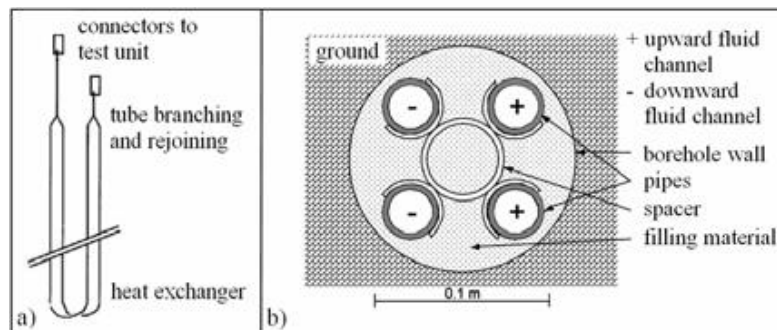 connectors to
test unit
tube branching
and rejoining
heat exchanger
a)
ground
-
+
-
+
+ upward fluid
channel
- downward
fluid channel
borehole wall
pipes
spacer
filling material
0.1 m
b)